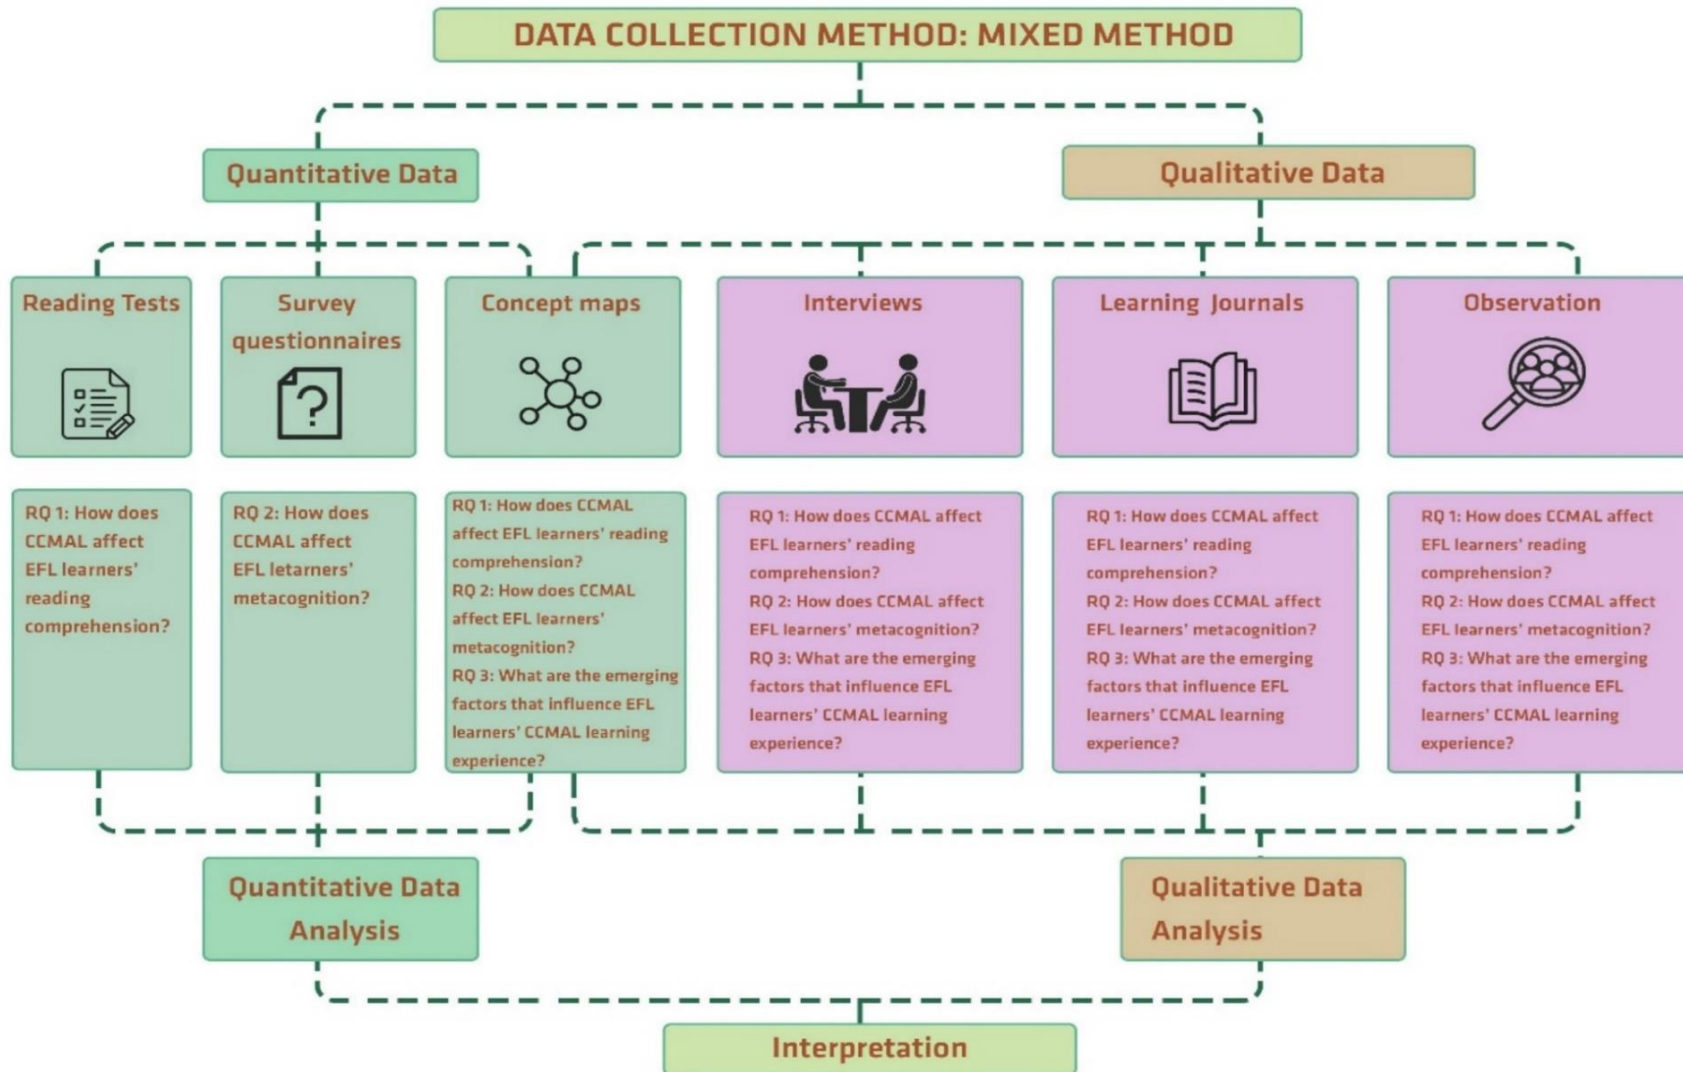 DATA COLLECTION METHOD: MIXED METHOD
Quantitative Data
Qualitative Data
Reading Tests
Survey
questionnaires
Concept maps
Interviews
Learning Journals
Observation
?
RQ 1: How does
CCMAL affect
EFL learners'
reading
comprehension?
RQ 2: How does
CCMAL affect
EFL letarners'
metacognition?
RQ 1: How does CCMAL
affect EFL learners' reading
comprehension?
RQ 2: How does CCMAL
affect EFL learners'
metacognition?
RQ 3: What are the emerging
factors that influence EFL
learners' CCMAL learning
experience?
RQ 1: How does CCMAL affect
EFL learners' reading
comprehension?
RQ 2: How does CCMAL affect
EFL learners' metacognition?
RQ 3: What are the emerging
factors that influence EFL
learners' CCMAL learning
experience?
RQ 1: How does CCMAL affect
EFL learners' reading
comprehension?
RQ 2: How does CCMAL affect
EFL learners' metacognition?
RQ 3: What are the emerging
factors that influence EFL
learners' CCMAL learning
experience?
RQ 1: How does CCMAL affect
EFL learners' reading
comprehension?
RQ 2: How does CCMAL affect
EFL learners' metacognition?
RQ 3: What are the emerging
factors that influence EFL
learners' CCMAL learning
experience?
Quantitative Data
Analysis
Qualitative Data
Analysis
Interpretation